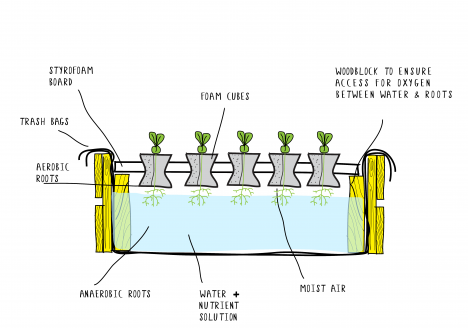 STYROFOAM
BOARD
WOODBLOCK TO ENSURE
ACCESS FOR OXYGEN
BETWEEN WATER & ROOTS
FOAM CUBES
TRASH BAGS
AEROBIC
ROOTS
ANAEROBIC ROOTS
WATER +
NUTRIENT
SOLUTION
MOIST AIR